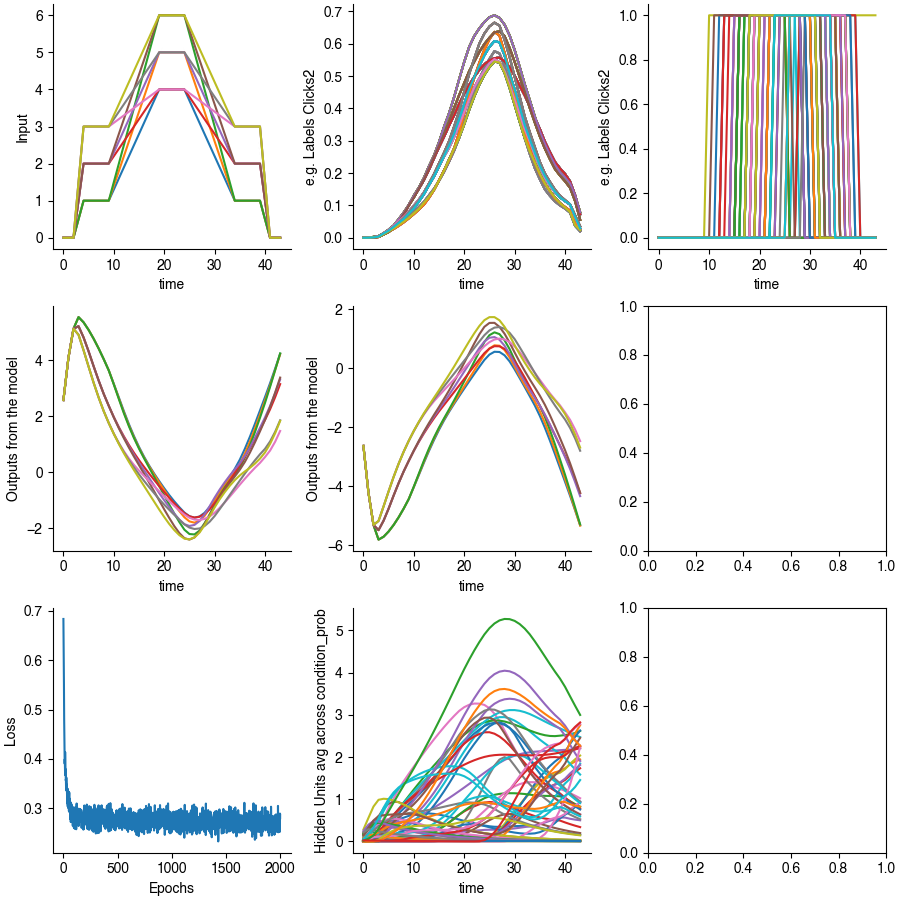 6
5
4
3
2
1
0
Input
0 10 20 30 40
time
0.7
0.6
0.5
0.4
0.3
0.2
0.1
0.0
e.g. Labels Clicks2
0 10 20 30 40
time
1.0
0.8
0.6
0.4
0.2
0.0
e.g. Labels Clicks2
0 10 20 30 40
time
4
2
0
−2
Outputs from the model
0 10 20 30 40
time
2
0
−2
−4
−6
Outputs from the model
0 10 20 30 40
time
1.0
0.8
0.6
0.4
0.2
0.0
0.0 0.2 0.4 0.6 0.8 1.0
0.7
0.6
0.5
0.4
0.3
Loss
0 500 1000 1500 2000
Epochs
5
4
3
2
1
0
Hidden Units avg across condition_prob
0 10 20 30 40
time
1.0
0.8
0.6
0.4
0.2
0.0
0.0 0.2 0.4 0.6 0.8 1.0